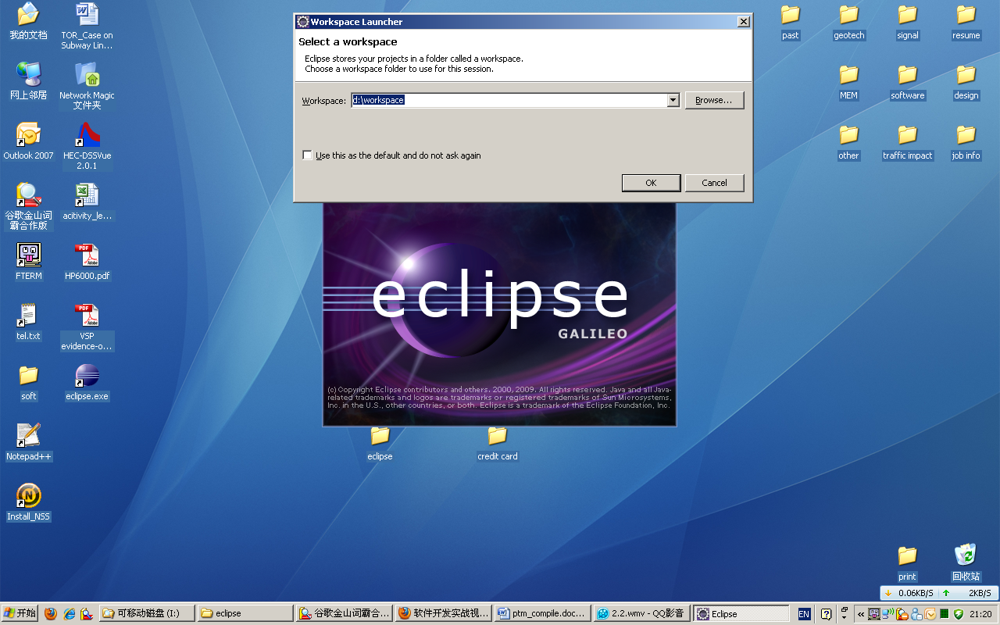 Workspace Launcher
Select a workspace
Eclipse stores your projects in a folder called a workspace.
Choose a workspace folder to use for this session.
Workspace:
d:\workspace
Browse...
Use this as the default and do not ask again
OK
Cancel
eclipse
GALILEO
(c) Copyright Eclipse contributors and others. 2000, 2009. All rights reserved. Java and all Java-
related trademarks and logos are trademarks or registered trademarks of Sun Microsystems,
Inc. in the U.S., other countries, or both. Eclipse is a trademark of the Eclipse Foundation, Inc.
我的文档
TOR_Case on
Subway Lin...
网上邻居
Network Magic
文件夹
Outlook 2007
HEC-DSSVue
2.0.1
谷歌金山词
霸合作版
acitivity_le...
FTERM
PDF
Adobe
HP6000.pdf
tel.txt
PDF
Adobe
VSP
evidence-o...
soft
eclipse.exe
Notepad++
N
Install_NSS
past
geotech
signal
resume
MEM
software
design
other
traffic impact
job info
eclipse
credit card
print
回收站
0.06KB/S
2KB/S
开始
可移动磁盘 (I:)
eclipse
谷歌金山词霸合...
软件开发实战视...
ptm_compile.doc...
2.2.wmv - QQ影音
Eclipse
EN
21:20